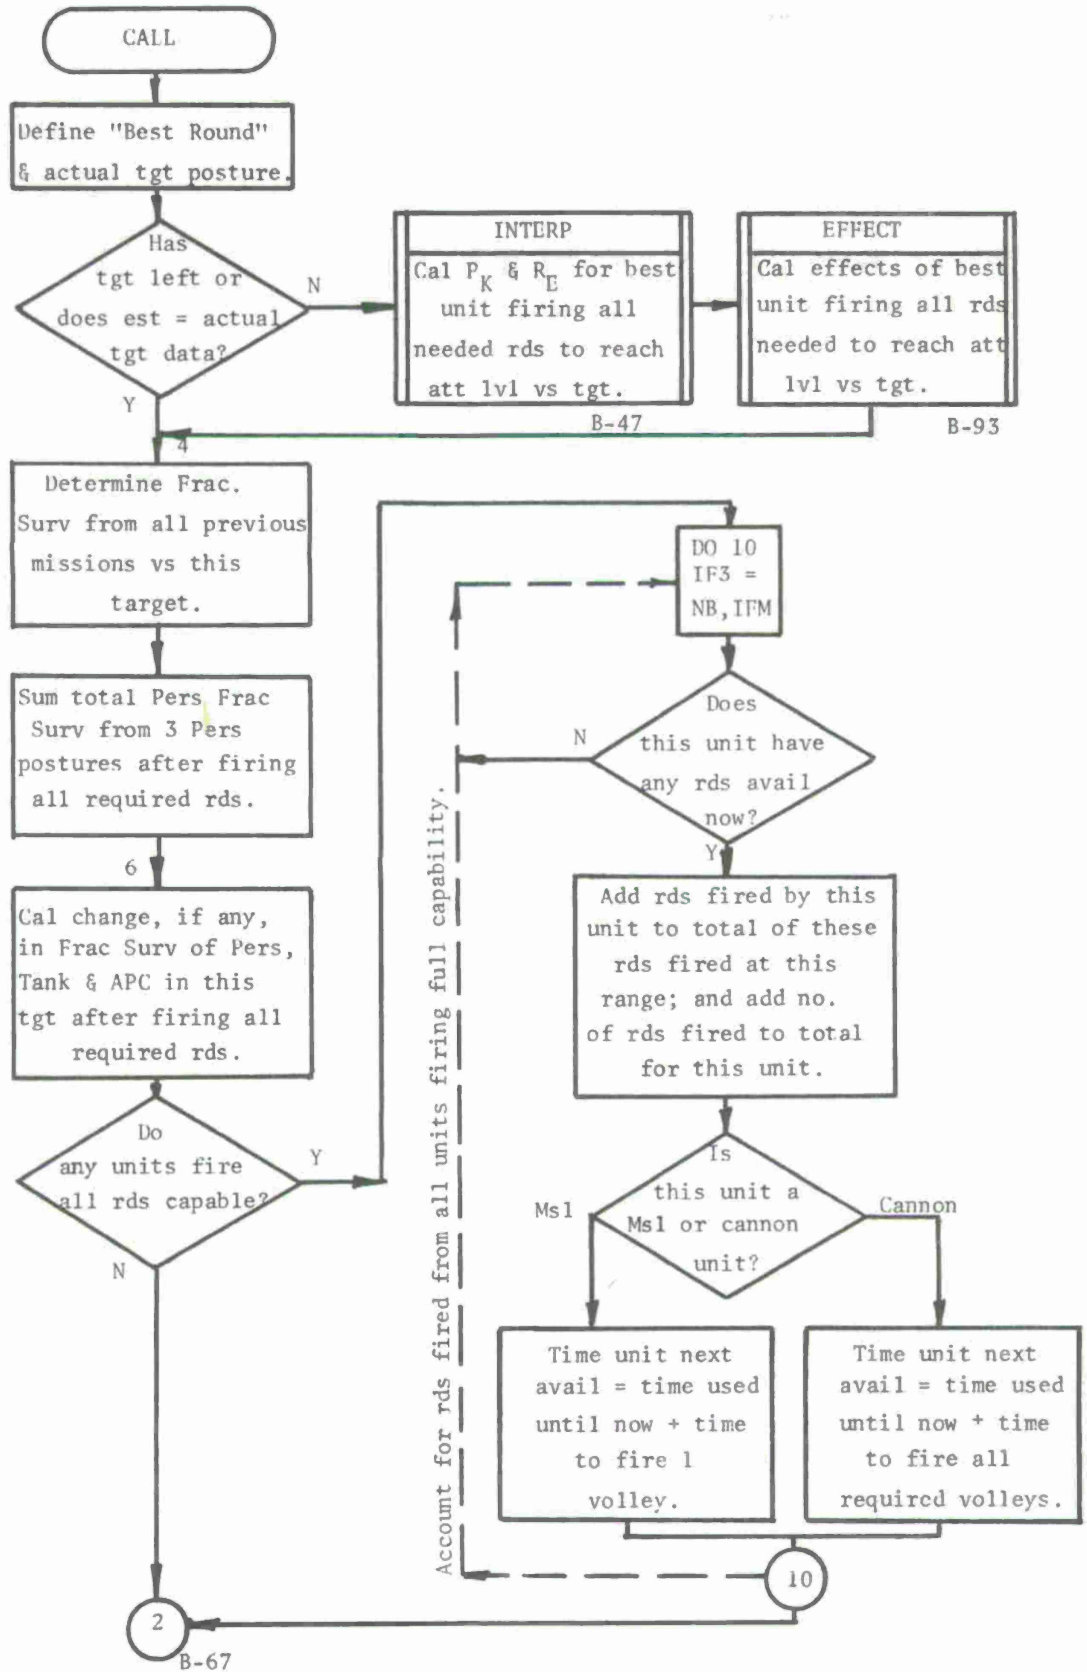 CALL
Define "Best Round"
& actual tgt posture.
Has
tgt left or
does est = actual
tgt data?
N
Y
INTERP
Cal P_K & R_E for best
unit firing all
needed rds to reach
att lvl vs tgt.
B-47
EFFECT
Cal effects of best
unit firing all rds
needed to reach att
lvl vs tgt.
B-93
4
Determine Frac.
Surv from all previous
missions vs this
target.
Sum total Pers Frac
Surv from 3 Pers
postures after firing
all required rds.
6
Cal change, if any,
in Frac Surv of Pers,
Tank & APC in this
tgt after firing all
required rds.
Do
any units fire
all rds capable?
Y
N
Account for rds fired from all units firing full capability.
DO 10
IF3 =
NB,IFM
Does
this unit have
any rds avail
now?
N
Y
Add rds fired by this
unit to total of these
rds fired at this
range; and add no.
of rds fired to total
for this unit.
Is
this unit a
Msl or cannon
unit?
Msl
Cannon
Time unit next
avail = time used
until now + time
to fire 1
volley.
Time unit next
avail = time used
until now + time
to fire all
required volleys.
10
2
B-67